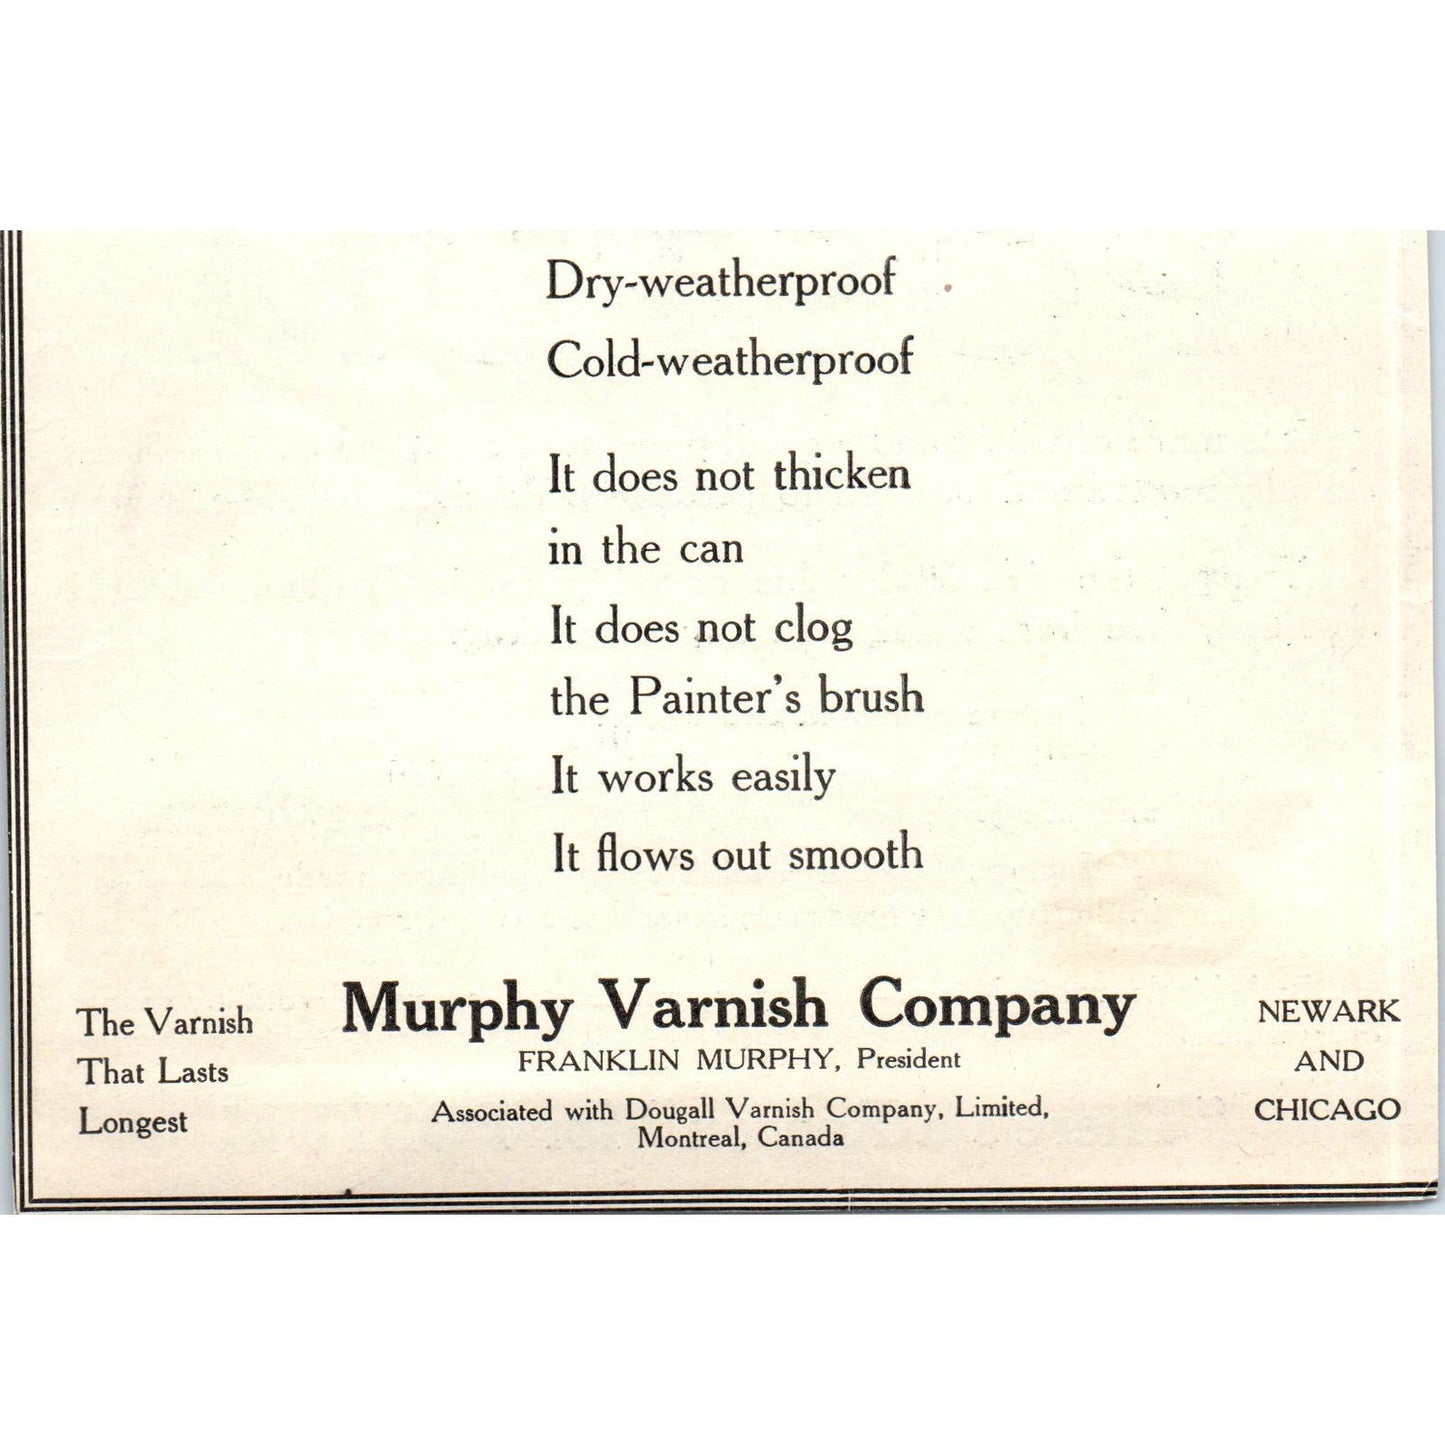 Dry-weatherproof
Cold-weatherproof
It does not thicken
in the can
It does not clog
the Painter's brush
It works easily
It flows out smooth
The Varnish
That Lasts
Longest
Murphy Varnish Company
FRANKLIN MURPHY, President
Associated with Dougall Varnish Company, Limited,
Montreal, Canada
NEWARK
AND
CHICAGO